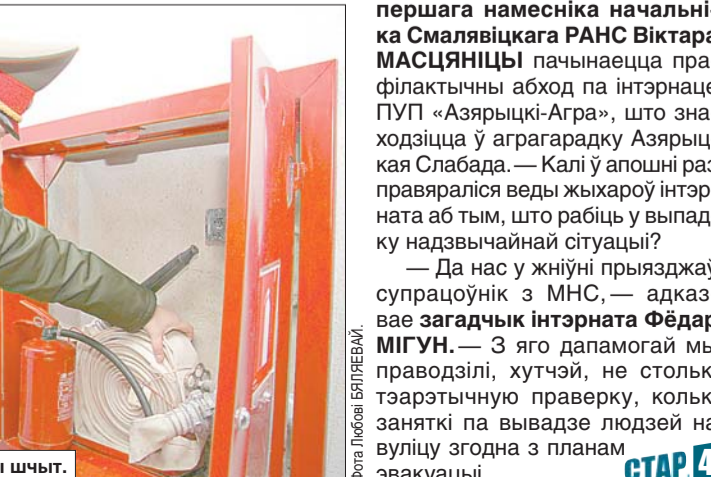 першага намесніка начальні-
ка Смалявіцкага РАНС Віктара
МАСЦЯНІЦЫ пачынаецца пра-
філактычны абход па інтэрнаце
ПУП «Азярыцкі-Агра», што зна-
ходзіцца ў аграгарадку Азярыц-
кая Слабада. — Калі ў апошні раз
правяраліся веды жыхароў інтэр-
ната аб тым, што рабіць у выпад-
ку надзвычайнай сітуацыі?
— Да нас у жніўні прыязджаў
супрацоўнік з МНС, — адказ-
вае загадчык інтэрната Фёдар
МІГУН. — З яго дапамогай мы
праводзілі, хутчэй, не столькі
тэарэтычную праверку, колькі
заняткі па вывадзе людзей на
вуліцу згодна з планам
эвакуацыі.
СТАР. 4
Фота Любові БЯЛЯЕВАЙ.
шчыт.